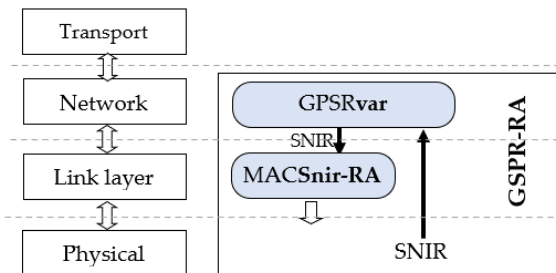 Transport
Network
GPSRvar
SNIR
Link layer
MACSnir-RA
GSPR-RA
Physical
SNIR